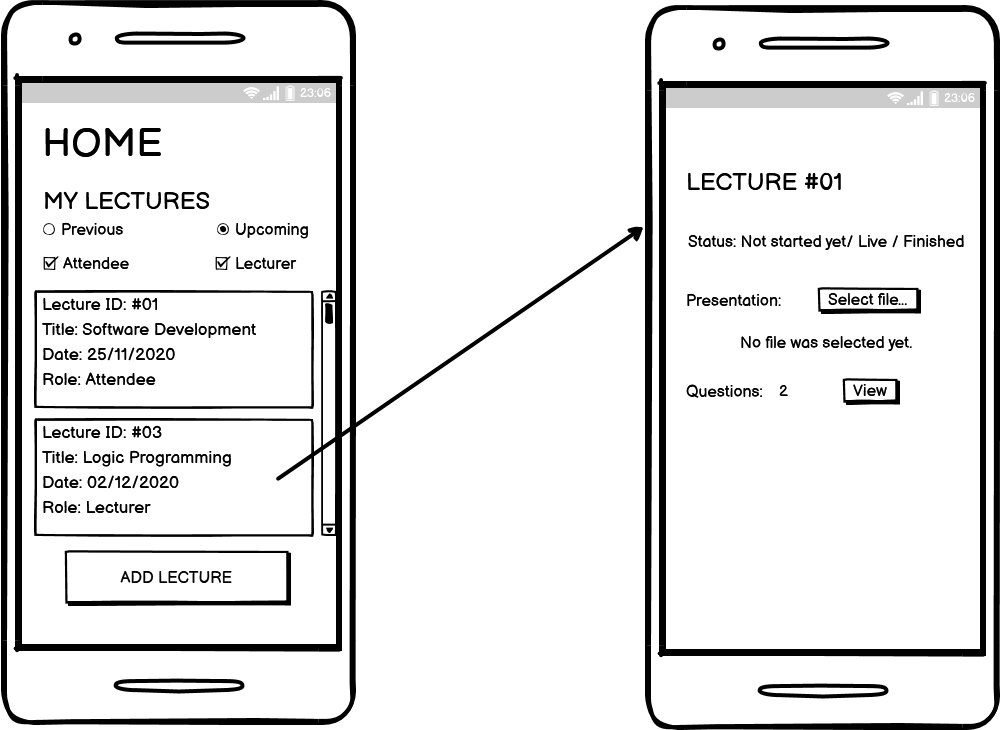 23:06
HOME
MY LECTURES
Previous Upcoming
Attendee Lecturer
Lecture ID: #01
Title: Software Development
Date: 25/11/2020
Role: Attendee
Lecture ID: #03
Title: Logic Programming
Date: 02/12/2020
Role: Lecturer
ADD LECTURE
23:06
LECTURE #01
Status: Not started yet/ Live / Finished
Presentation: Select file...
No file was selected yet.
Questions: 2 View